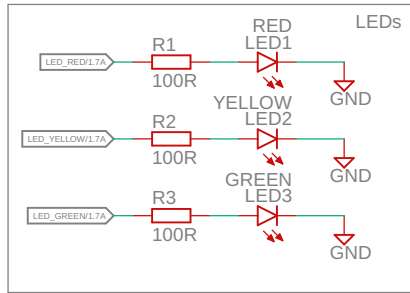 LEDs
RED
R1 LED1
LED_RED/1.7A
100R
GND
YELLOW
R2 LED2
LED_YELLOW/1.7A
100R
GND
GREEN
R3 LED3
LED_GREEN/1.7A
100R
GND